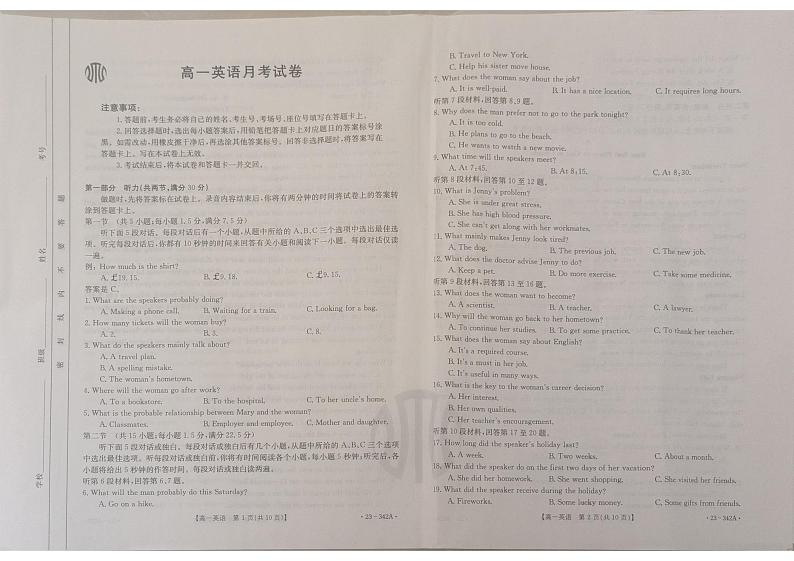 高一英语月考试卷
注意事项:
1.答题前,考生务必将自己的姓名、考生号、考场号、座位号填写在答题卡上。
2.回答选择题时,选出每小题答案后,用铅笔把答题卡上对应题目的答案标号涂
黑。如需改动,用橡皮擦干净后,再选涂其他答案标号。回答非选择题时,将答案写在
答题卡上。写在本试卷上无效。
3.考试结束后,将本试卷和答题卡一并交回。
第一部分 听力(共两节,满分30分)
做题时,先将答案标在试卷上。录音内容结束后,你将有两分钟的时间将试卷上的答案转
涂到答题卡上。
第一节 (共5小题;每小题1.5分,满分7.5分)
听下面5段对话。每段对话后有一个小题,从题中所给的A、B、C三个选项中选出最佳选
项。听完每段对话后,你都有10秒钟的时间来回答有关小题和阅读下一小题。每段对话仅读
一遍。
例:How much is the shirt?
A. £19.15. B. £9.18. C. £9.15.
答案是C。
1. What are the speakers probably doing?
A. Making a phone call. B. Waiting for a train. C. Looking for a bag.
2. How many tickets will the woman buy?
A. 2. B. 5. C. 8.
3. What do the speakers mainly talk about?
A. A travel plan.
B. A spelling mistake.
C. The woman's hometown.
4. Where will the woman go after work?
A. To a bookstore. B. To the hospital. C. To her uncle's home.
5. What is the probable relationship between Mary and the woman?
A. Classmates. B. Employer and employee. C. Mother and daughter.
第二节 (共15小题;每小题1.5分,满分22.5分)
听下面5段对话或独白。每段对话或独白后有几个小题,从题中所给的A、B、C三个选项
中选出最佳选项。听每段对话或独白前,你将有时间阅读各个小题,每小题5秒钟;听完后,各
小题将给出5秒钟的作答时间。每段对话或独白读两遍。
听第6段材料,回答第6、7题。
6. What will the man probably do this Saturday?
A. Go on a hike.
【高一英语 第1页(共10页)】 ·23-342A·
B. Travel to New York.
C. Help his sister move house.
7. What does the woman say about the job?
A. It is well-paid. B. It has a nice location. C. It requires long hours.
听第7段材料,回答第8、9题。
8. Why does the man prefer not to go to the park tonight?
A. It is too cold.
B. He plans to go to the beach.
C. He wants to watch a new movie.
9. What time will the speakers meet?
A. At 7:45. B. At 8:15. C. At 8:30.
听第8段材料,回答第10至12题。
10. What is Jenny's problem?
A. She is under great stress.
B. She has high blood pressure.
C. She can't get along with her workmates.
11. What mainly makes Jenny look tired?
A. The dog. B. The previous job. C. The new job.
12. What does the doctor advise Jenny to do?
A. Keep a pet. B. Do more exercise. C. Take some medicine.
听第9段材料,回答第13至16题。
13. What does the woman want to become?
A. A scientist. B. A teacher. C. A lawyer.
14. Why will the woman go back to her hometown?
A. To continue her studies. B. To get some practice. C. To thank her teacher.
15. What does the woman say about English?
A. It's a required course.
B. It's a must in her job.
C. It's useful in many ways.
16. What is the key to the woman's career decision?
A. Her interest.
B. Her own qualities.
C. Her teacher's encouragement.
听第10段材料,回答第17至20题。
17. How long did the speaker's holiday last?
A. A week. B. Two weeks. C. About a month.
18. What did the speaker do on the first two days of her vacation?
A. She did her homework. B. She went shopping. C. She visited her friends.
19. What did the speaker receive during the holiday?
A. Fireworks. B. Some lucky money. C. Some gifts from friends.
【高一英语 第2页(共10页)】 ·23-342A·
学校 班级 姓名 考号
密 封 线 内 不 要 答 题